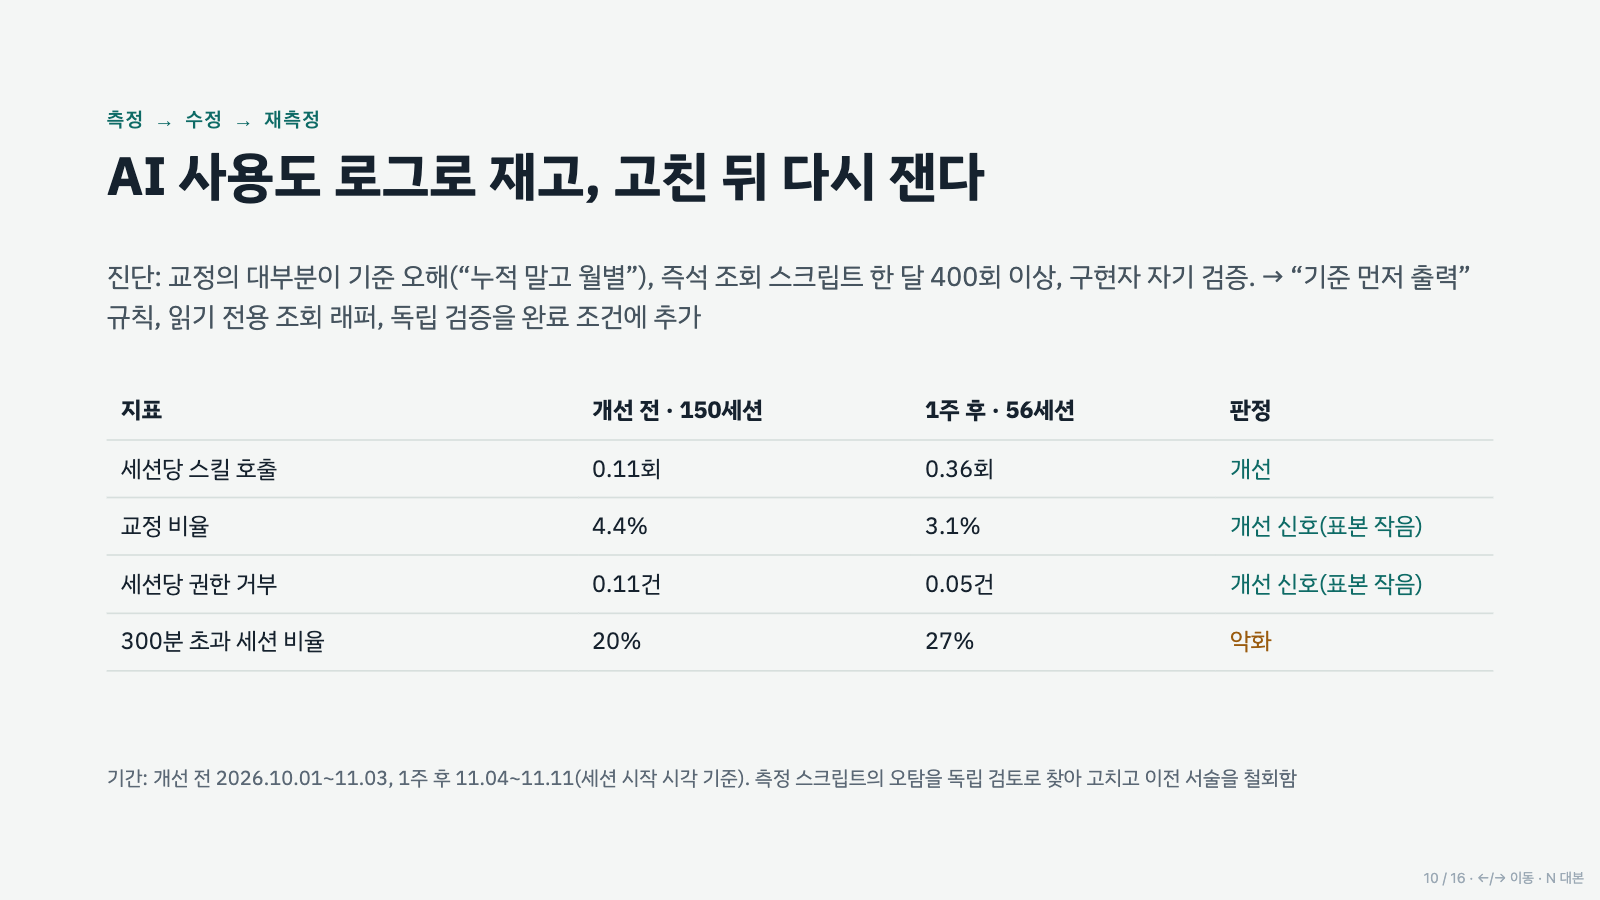 측정 → 수정 → 재측정
AI 사용도 로그로 재고, 고친 뒤 다시 잰다
진단: 교정의 대부분이 기준 오해(“누적 말고 월별”), 즉석 조회 스크립트 한 달 400회 이상, 구현자 자기 검증. → “기준 먼저 출력”
규칙, 읽기 전용 조회 래퍼, 독립 검증을 완료 조건에 추가
지표 개선 전 · 150세션 1주 후 · 56세션 판정
세션당 스킬 호출 0.11회 0.36회 개선
교정 비율 4.4% 3.1% 개선 신호(표본 작음)
세션당 권한 거부 0.11건 0.05건 개선 신호(표본 작음)
300분 초과 세션 비율 20% 27% 악화
기간: 개선 전 2026.10.01~11.03, 1주 후 11.04~11.11(세션 시작 시각 기준). 측정 스크립트의 오탐을 독립 검토로 찾아 고치고 이전 서술을 철회함
10 / 16 · ←/→ 이동 · N 대본